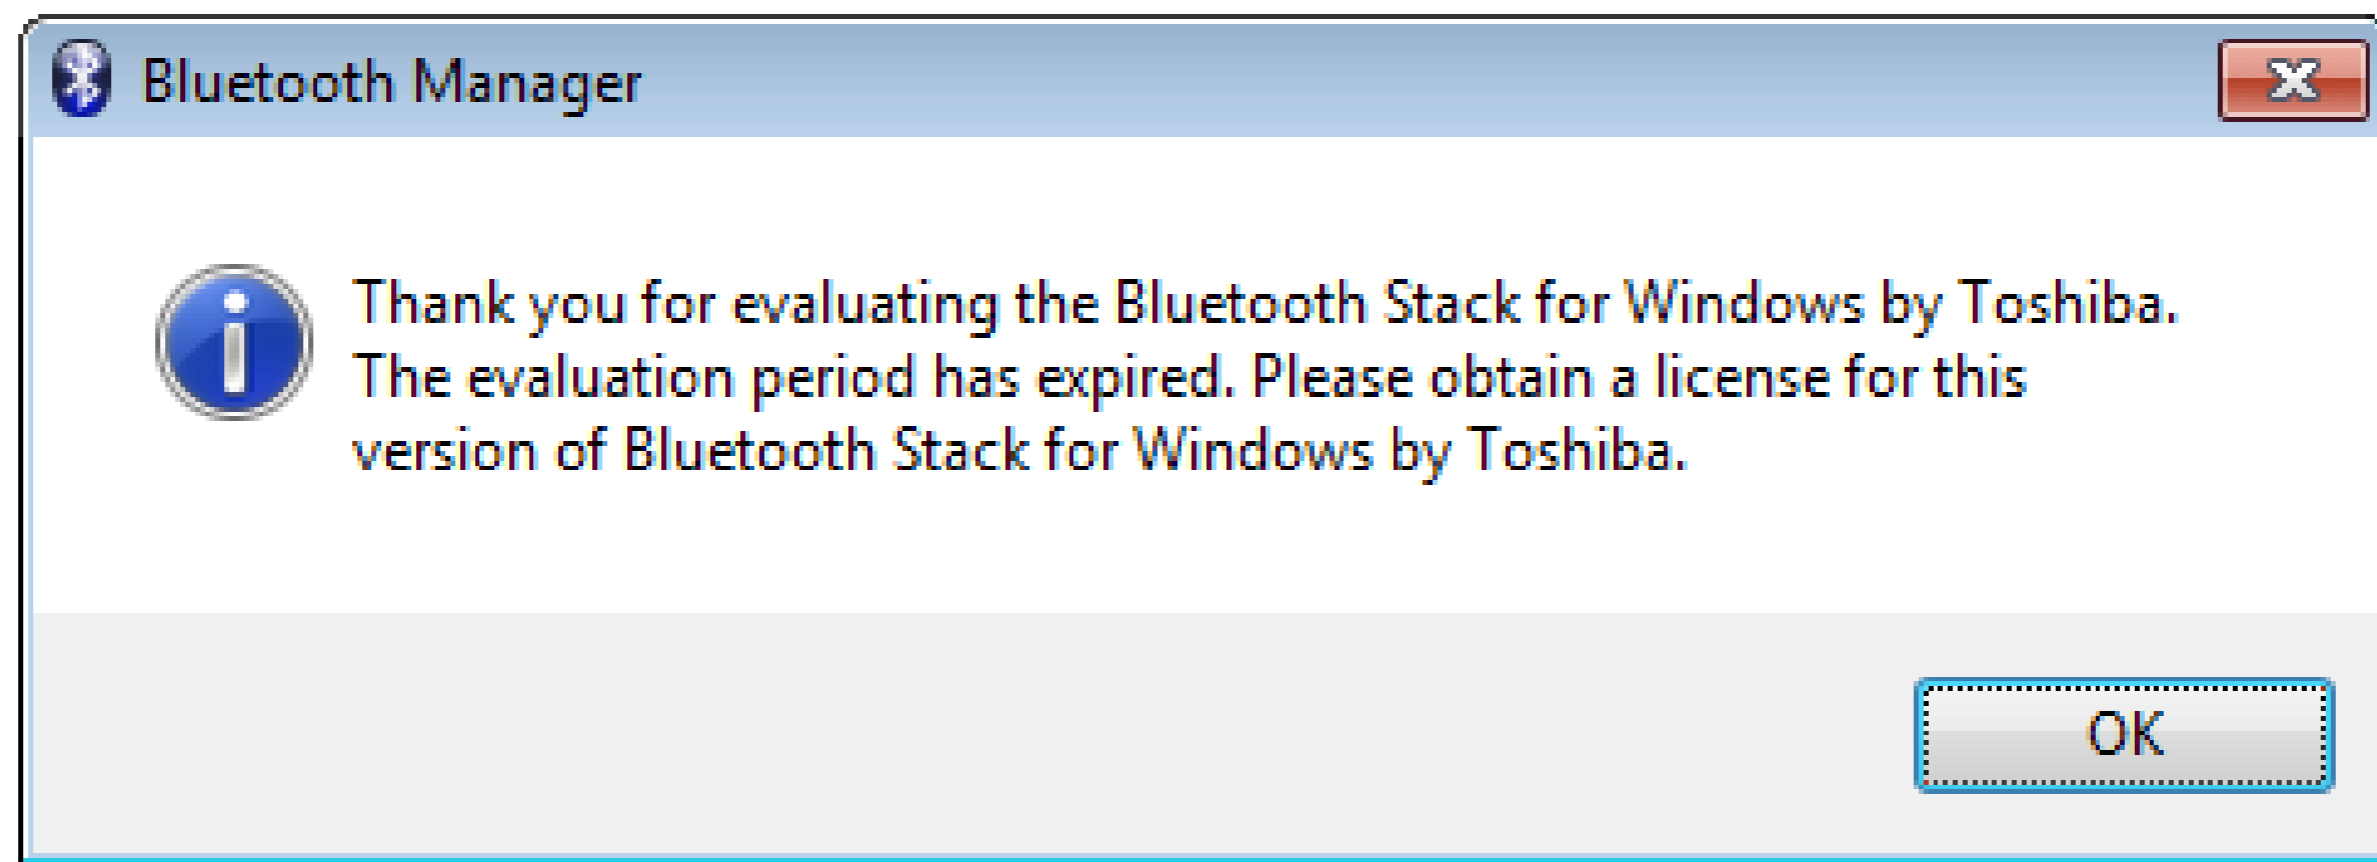 Bluetooth Manager
Thank you for evaluating the Bluetooth Stack for Windows by Toshiba.
The evaluation period has expired. Please obtain a license for this
version of Bluetooth Stack for Windows by Toshiba.
OK